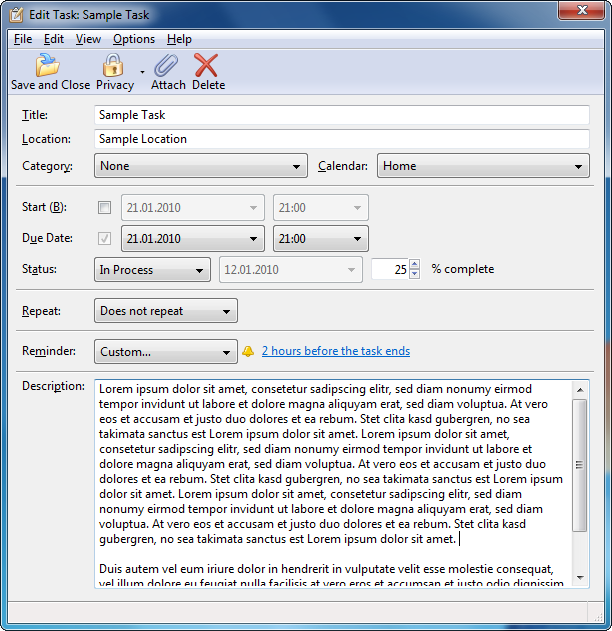 Edit Task: Sample Task
File Edit View Options Help
Save and Close Privacy Attach Delete
Title: Sample Task
Location: Sample Location
Category: None Calendar: Home
Start (B): 21.01.2010 21:00
Due Date: 21.01.2010 21:00
Status: In Process 12.01.2010 25 % complete
Repeat: Does not repeat
Reminder: Custom... 2 hours before the task ends
Description: Lorem ipsum dolor sit amet, consetetur sadipscing elitr, sed diam nonumy eirmod
tempor invidunt ut labore et dolore magna aliquyam erat, sed diam voluptua. At vero
eos et accusam et justo duo dolores et ea rebum. Stet clita kasd gubergren, no sea
takimata sanctus est Lorem ipsum dolor sit amet. Lorem ipsum dolor sit amet,
consetetur sadipscing elitr, sed diam nonumy eirmod tempor invidunt ut labore et
dolore magna aliquyam erat, sed diam voluptua. At vero eos et accusam et justo duo
dolores et ea rebum. Stet clita kasd gubergren, no sea takimata sanctus est Lorem
ipsum dolor sit amet. Lorem ipsum dolor sit amet, consetetur sadipscing elitr, sed diam
nonumy eirmod tempor invidunt ut labore et dolore magna aliquyam erat, sed diam
voluptua. At vero eos et accusam et justo duo dolores et ea rebum. Stet clita kasd
gubergren, no sea takimata sanctus est Lorem ipsum dolor sit amet.
Duis autem vel eum iriure dolor in hendrerit in vulputate velit esse molestie consequat,
vel illum dolore eu feugiat nulla facilisis at vero eros et accumsan et iusto odio dignissim